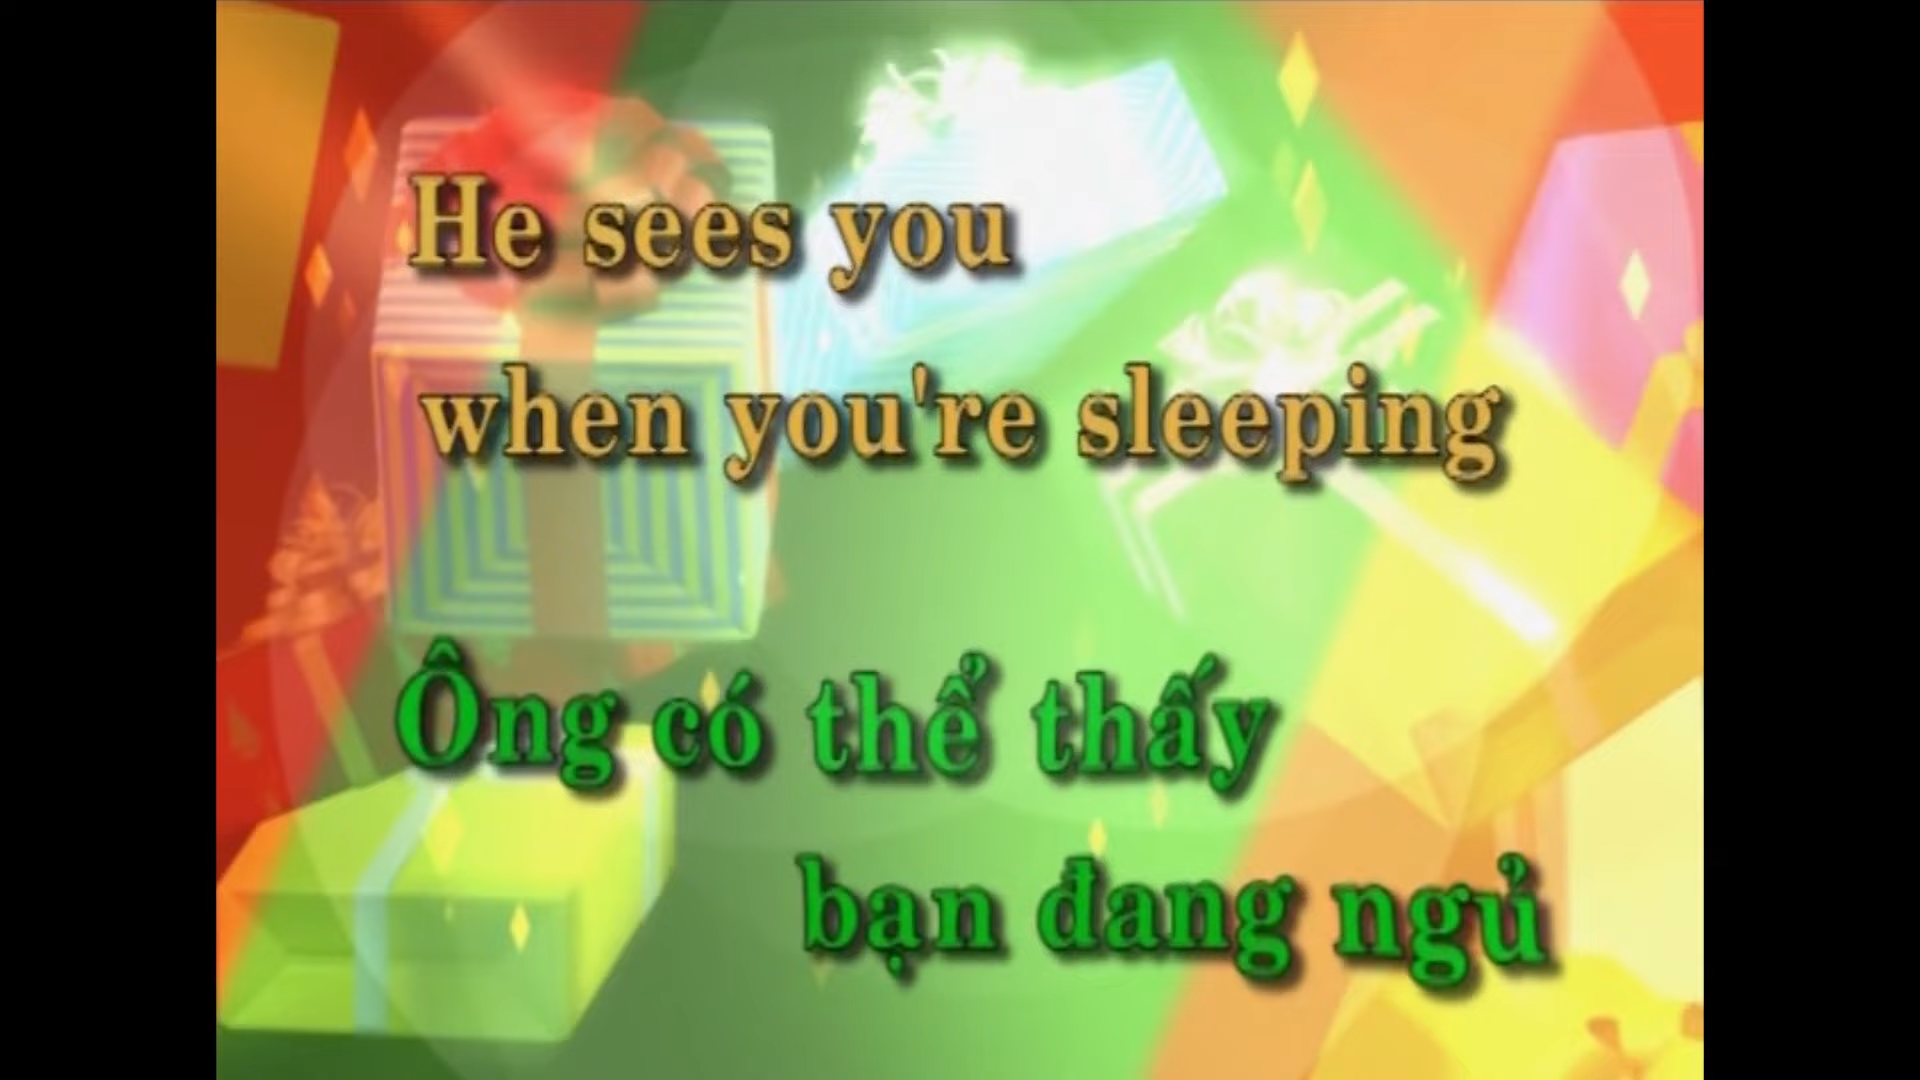 He sees you
when you're sleeping
Ông có thể thấy
bạn đang ngủ